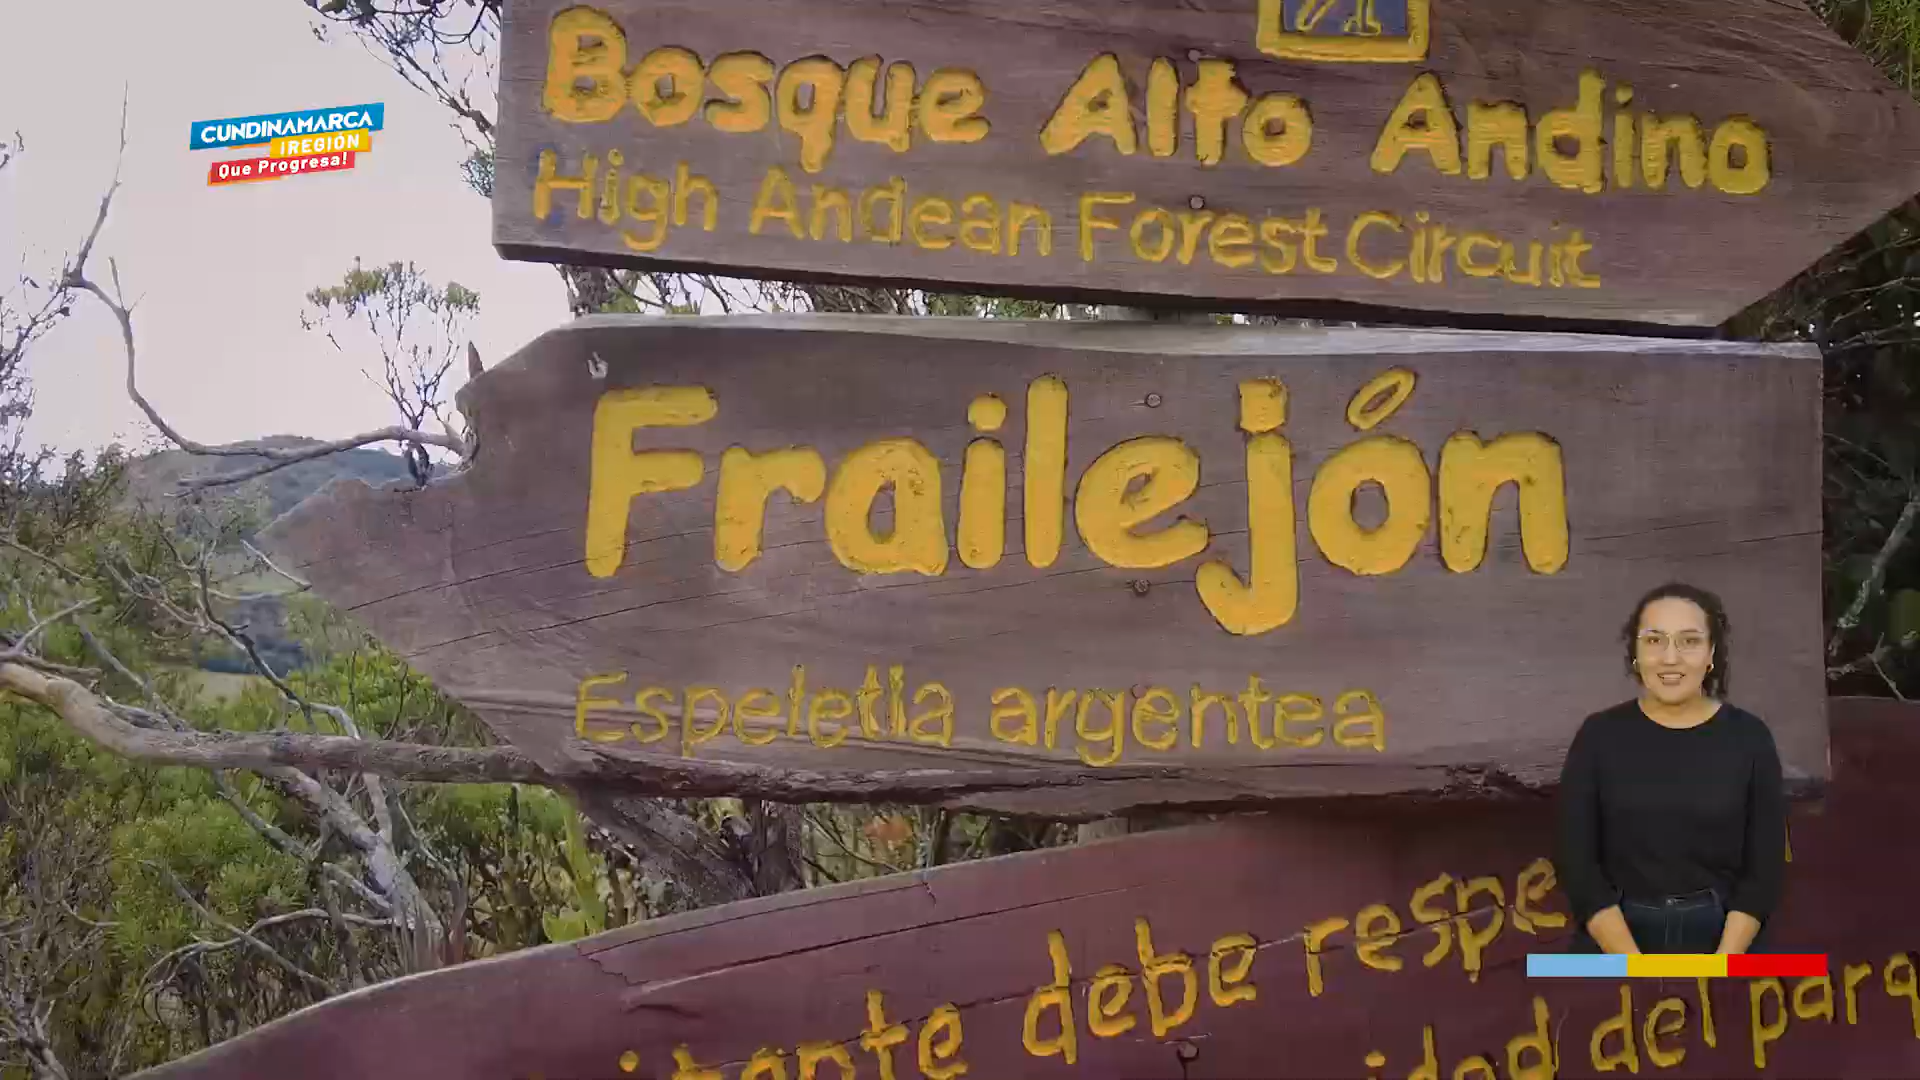 CUNDINAMARCA
¡REGIÓN
Que Progresa!
Bosque Alto Andino
High Andean Forest Circuit
Frailejón
Espeletia argentea
debe respe
del parq